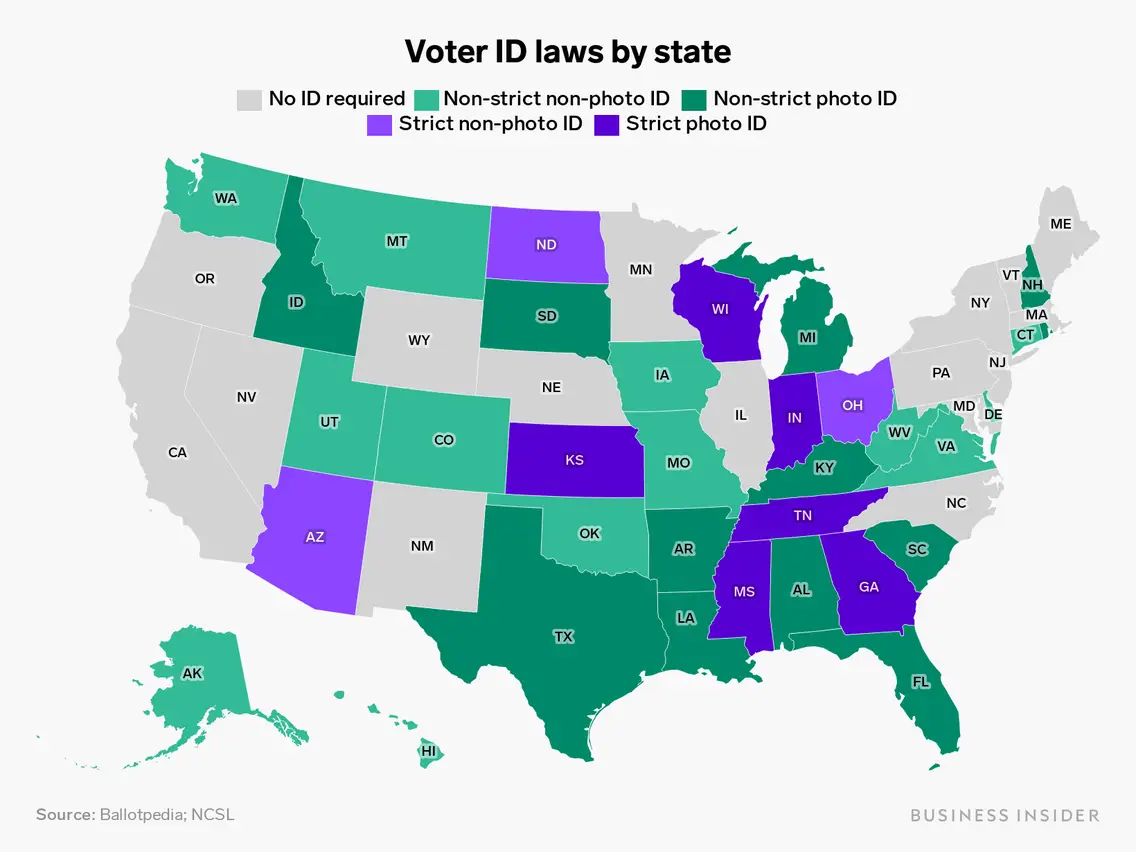 Voter ID laws by state
No ID required Non-strict non-photo ID Non-strict photo ID
Strict non-photo ID Strict photo ID
WA
MT
ND
MN
ME
OR
ID
SD
WI
VT
NH
NY
MA
WY
MI
CT
NV
NE
IA
PA
NJ
CA
UT
CO
IL
IN
OH
MD
DE
KS
MO
KY
WV
VA
AZ
NM
OK
AR
TN
NC
SC
TX
LA
MS
AL
GA
AK
FL
HI
Source: Ballotpedia; NCSL
BUSINESS INSIDER